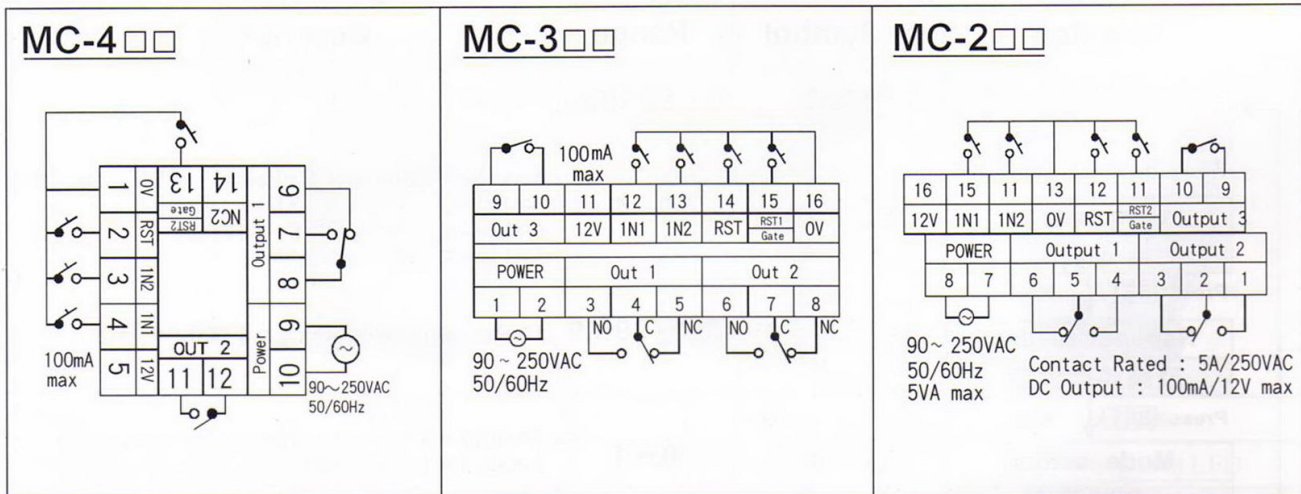 MC-4□□
1 0V 13 14
RST2 Gate NC2
2 RST
3 1N2
4 1N1
5 12V
6
7
8
Output 1
9
10
Power
OUT 2
11 12
100mA
max
90~250VAC
50/60Hz
MC-3□□
100mA
max
9 10 11 12 13 14 15 16
Out 3 12V 1N1 1N2 RST RST1 Gate 0V
POWER Out 1 Out 2
1 2 3 4 5 6 7 8
NO C NC NO C NC
90~250VAC
50/60Hz
MC-2□□
16 15 11 13 12 11 10 9
12V 1N1 1N2 0V RST RST2 Gate Output 3
POWER Output 1 Output 2
8 7 6 5 4 3 2 1
90~250VAC
50/60Hz
5VA max
Contact Rated : 5A/250VAC
DC Output : 100mA/12V max